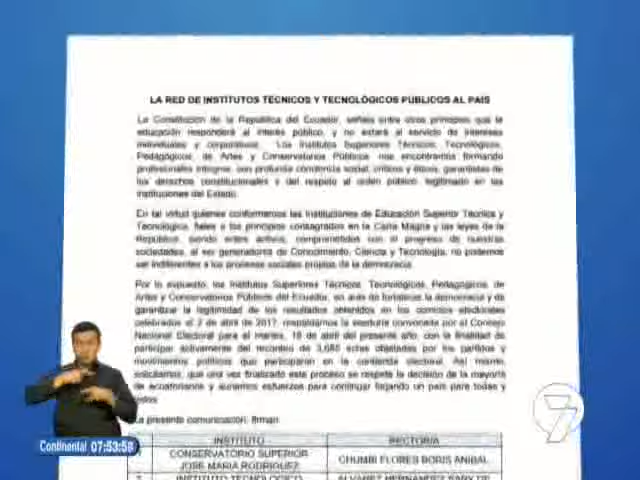 LA RED DE INSTITUTOS TÉCNICOS Y TECNOLÓGICOS PÚBLICOS AL PAÍS
La Constitución de la República del Ecuador, señala entre otros principios que la
educación responderá al interés público, y no estará al servicio de intereses
individuales y corporativos. Los Institutos Superiores Técnicos, Tecnológicos,
Pedagógicos, de Artes y Conservatorios Públicos nos encontramos formando
profesionales íntegros, con profunda conciencia social, críticos y éticos, garantistas de
los derechos constitucionales y del respeto al orden público, legitimado en las
instituciones del Estado.
En tal virtud quienes conformamos las Instituciones de Educación Superior Técnica y
Tecnológica, fieles a los principios consagrados en la Carta Magna y las leyes de la
República, siendo entes activos, comprometidos con el progreso de nuestras
sociedades, al ser generadores de Conocimiento, Ciencia y Tecnología, no podemos
ser indiferentes a los procesos sociales propios de la democracia.
Por lo expuesto, los Institutos Superiores Técnicos, Tecnológicos, Pedagógicos, de
Artes y Conservatorios Públicos del Ecuador, en aras de fortalecer la democracia y de
garantizar la legitimidad de los resultados obtenidos en los comicios electorales
celebrados el 2 de abril de 2017, respaldamos la convocada por el Consejo
Nacional Electoral para el martes, 18 de abril del presente año, con la finalidad de
participar activamente del recuento de actas objetadas por los partidos y
movimientos políticos que participaron en la contienda electoral. Así mismo,
solicitamos, que una vez finalizado este proceso se respete la decisión de la mayoría
de ecuatorianos y aunemos esfuerzos para continuar forjando un país para todas y
todos.
La presente comunicación, firman:
INSTITUTO RECTOR/A
CONSERVATORIO SUPERIOR
JOSE MARIA RODRIGUEZ CHUMBI FLORES BORIS ANIBAL
INSTITUTO TECNOLOGICO ALVAREZ HERNANDEZ
7
Continental 07:53:58